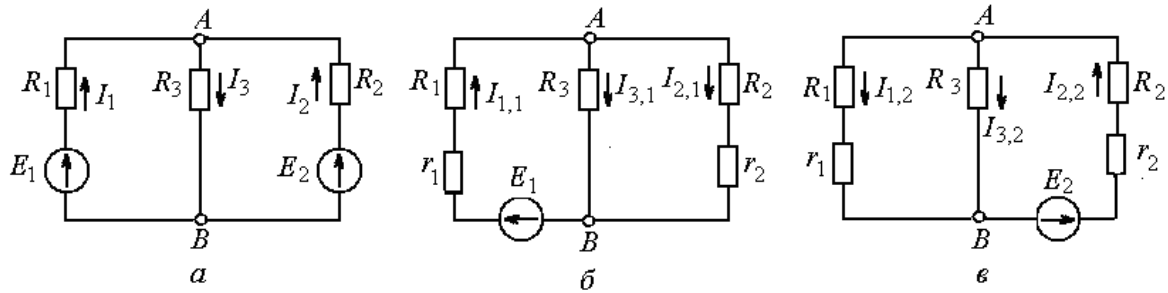 A
R₁ I₁ R₃ I₃ I₂ R₂
E₁ E₂
B
а
A
R₁ I₁,₁ R₃ I₃,₁ I₂,₁ R₂
r₁ E₁ r₂
B
б
A
R₁ I₁,₂ R₃ I₃,₂ I₂,₂ R₂
r₁ E₂ r₂
B
в